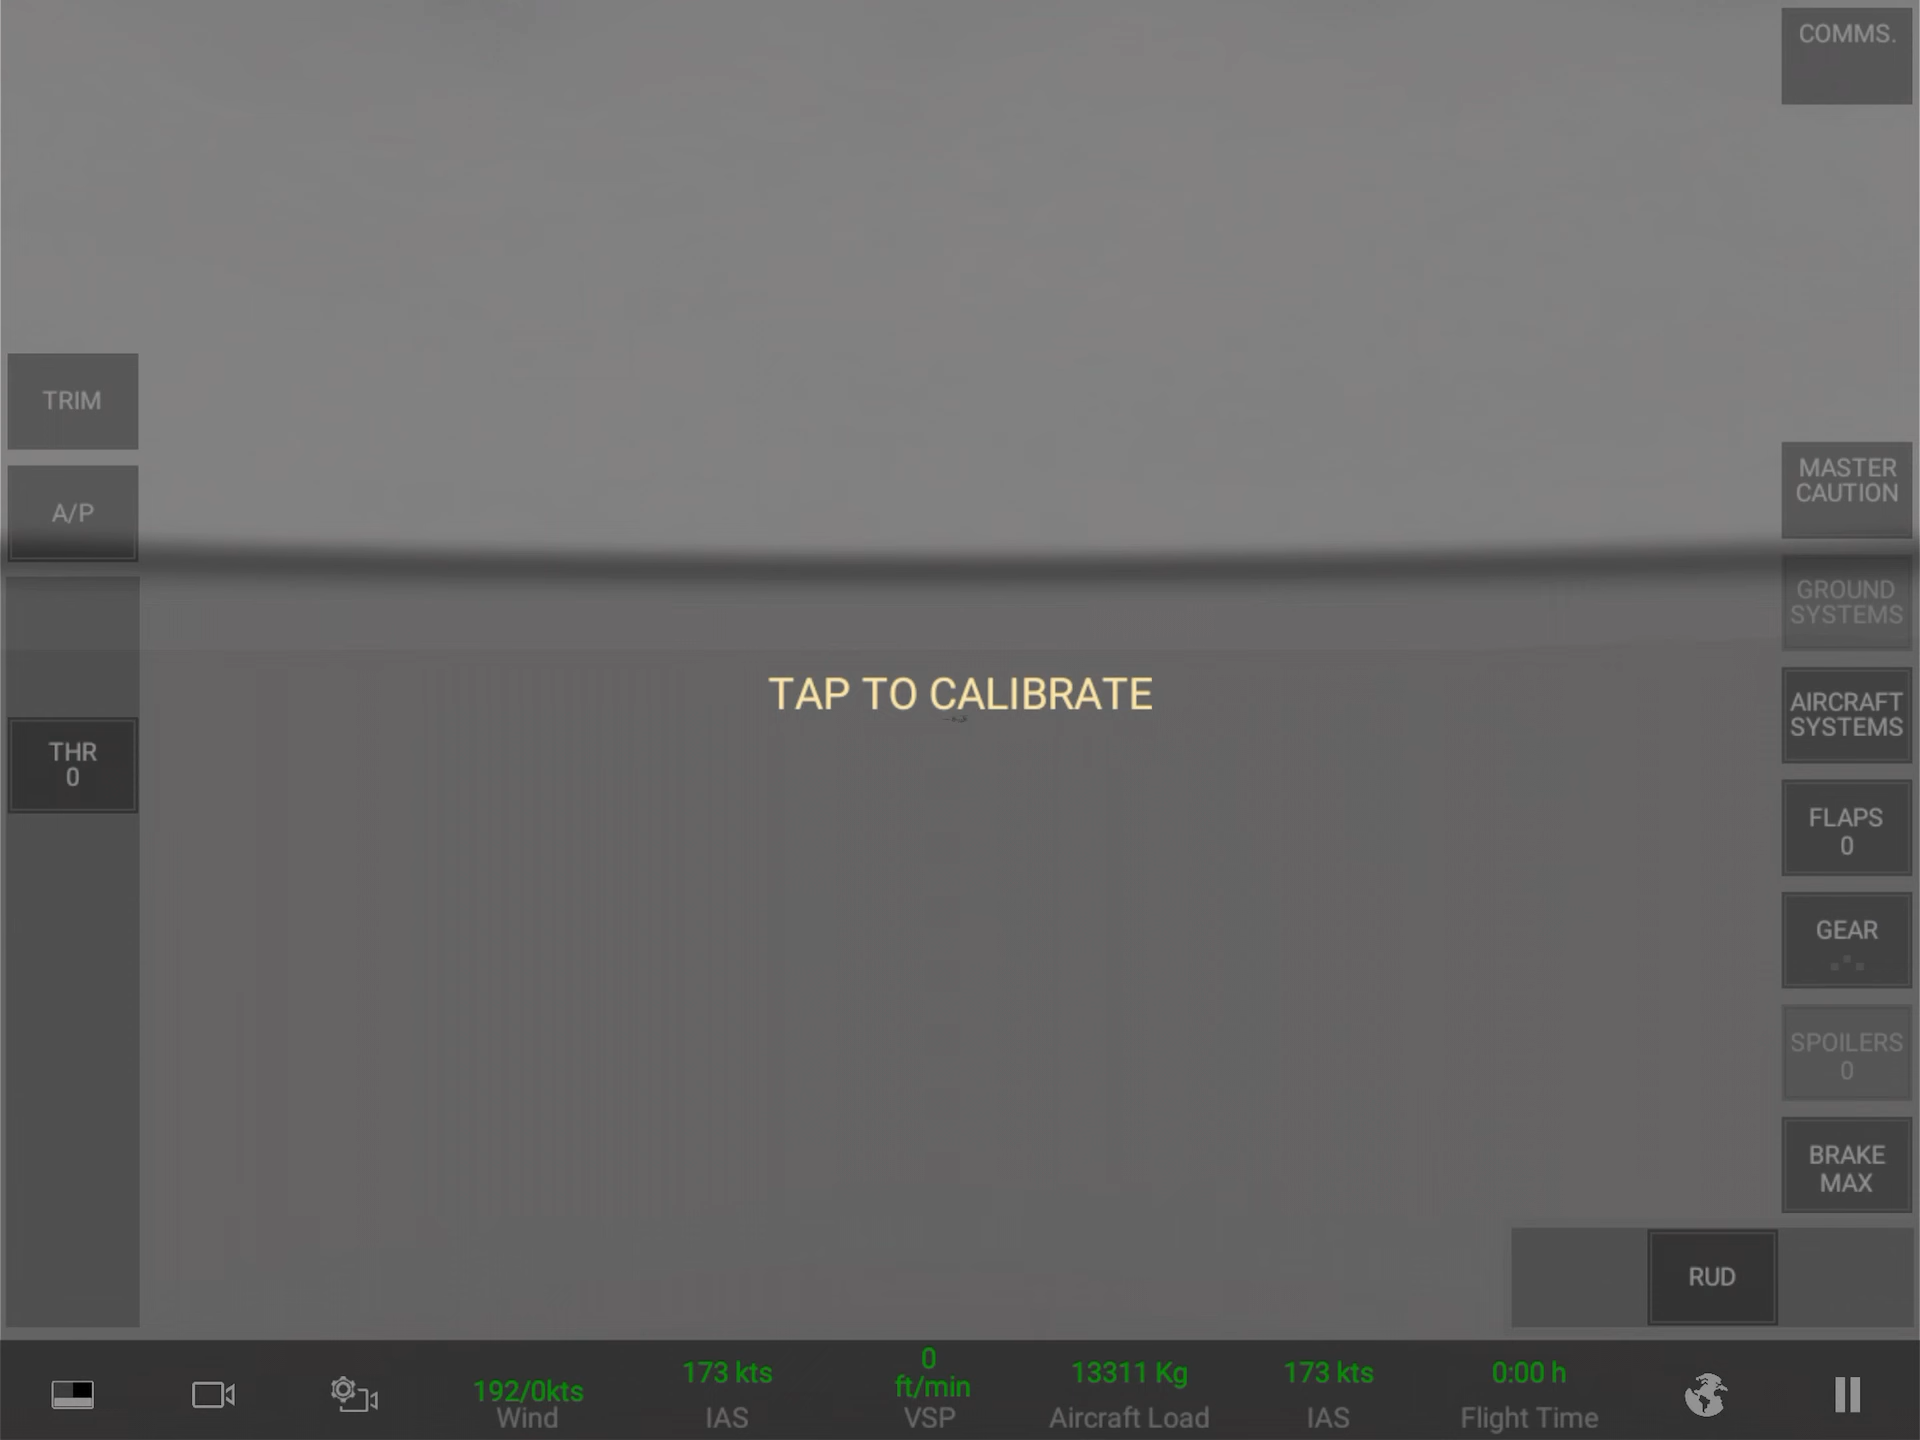 COMMS.
TRIM
A/P
MASTER
CAUTION
GROUND
SYSTEMS
TAP TO CALIBRATE
AIRCRAFT
SYSTEMS
THR
0
FLAPS
0
GEAR
SPOILERS
0
BRAKE
MAX
RUD
192/0kts
Wind
173 kts
IAS
0
ft/min
VSP
13311 Kg
Aircraft Load
173 kts
IAS
0:00 h
Flight Time